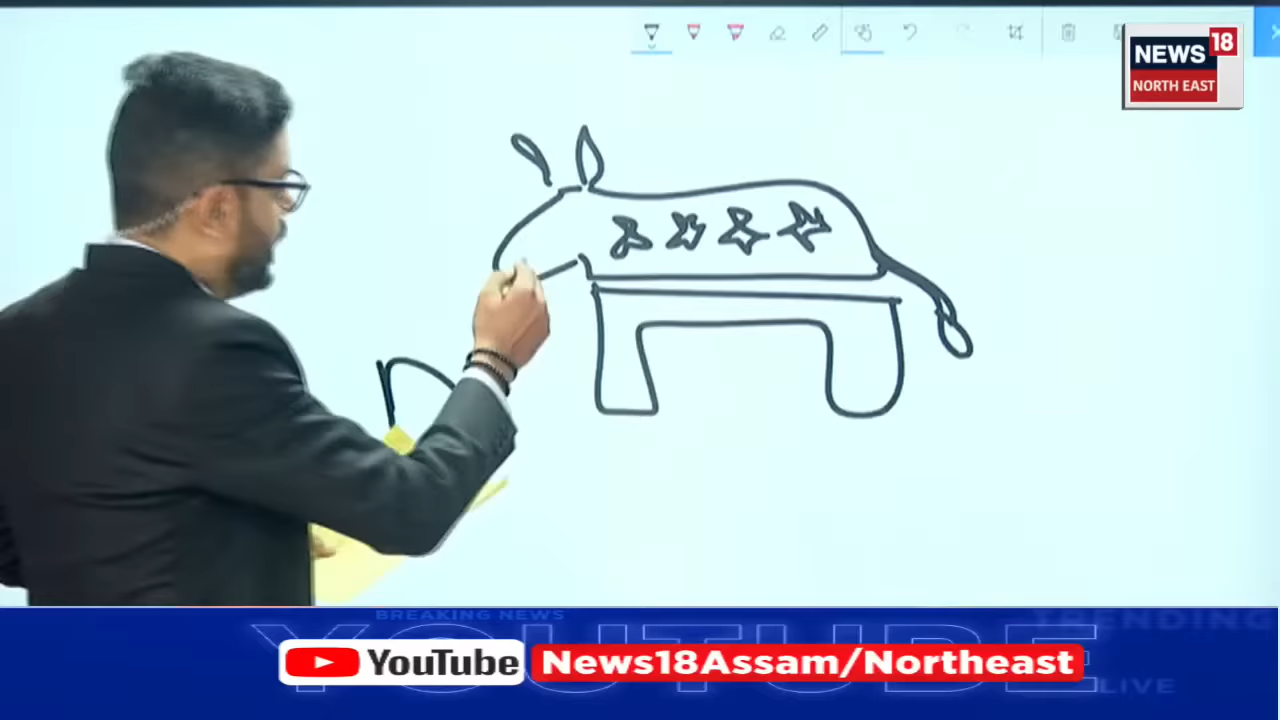 NEWS 18
NORTH EAST
BREAKING NEWS
TRENDING
YOUTUBE
YouTube News18Assam/Northeast
LIVE